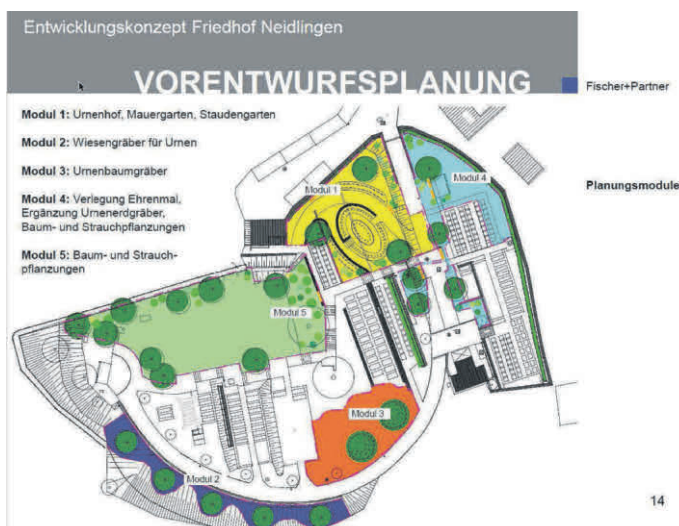 Entwicklungskonzept Friedhof Neidlingen
VORENTWURFSPLANUNG
Fischer+Partner
Modul 1: Urnenhof, Mauergarten, Staudengarten
Modul 2: Wiesengräber für Urnen
Modul 3: Urnenbaumgräber
Modul 4: Verlegung Ehrenmal,
Ergänzung Urnenerdgräber,
Baum- und Strauchpflanzungen
Modul 5: Baum- und Strauch-
pflanzungen
Planungsmodule
Modul 1
Modul 4
Modul 5
Modul 3
Modul 2
14